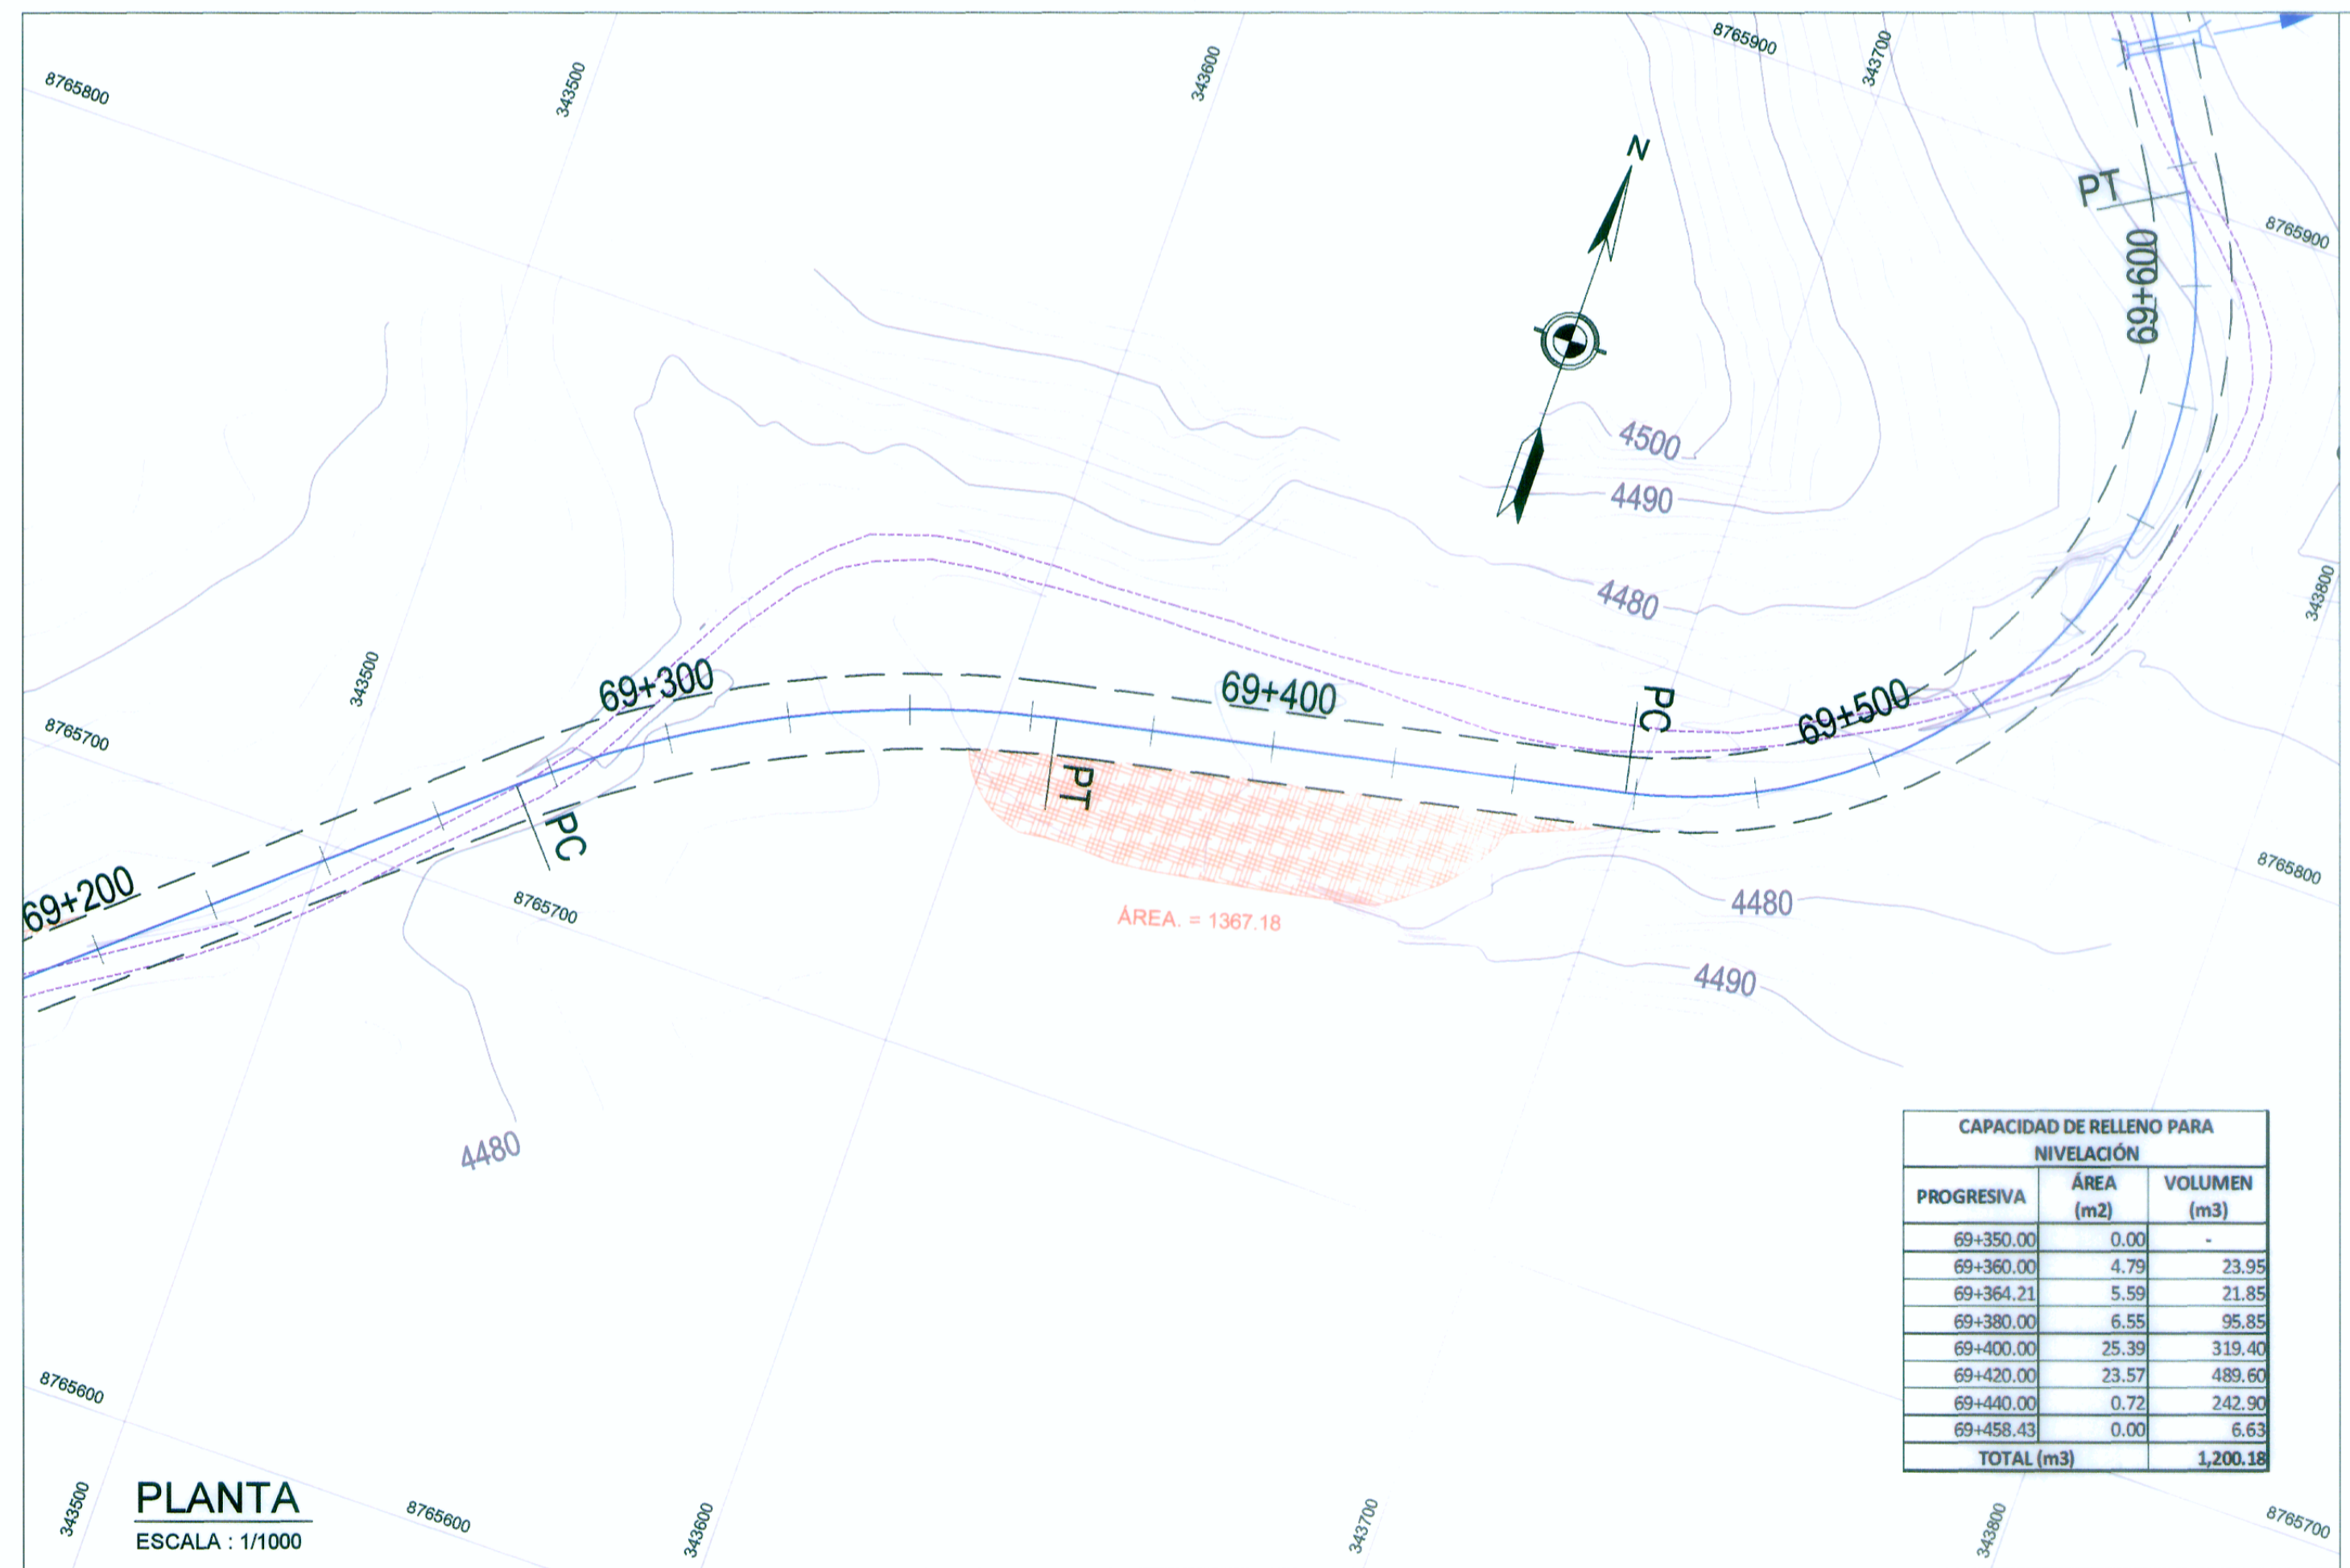 8765800
343500
343600
8765900
343700
N
PT
8765900
69+600
4500
4490
4480
343800
343500
69+300
69+400
PC
69+500
8765700
PT
PC
8765800
69+200
8765700
4480
ÁREA. = 1367.18
4490
4480
CAPACIDAD DE RELLENO PARA
NIVELACIÓN
PROGRESIVA ÁREA (m2) VOLUMEN (m3)
69+350.00 0.00 -
69+360.00 4.79 23.95
69+364.21 5.59 21.85
69+380.00 6.55 95.85
69+400.00 25.39 319.40
69+420.00 23.57 489.60
69+440.00 0.72 242.90
69+458.43 0.00 6.63
TOTAL (m3) 1,200.18
8765600
343500
PLANTA
ESCALA : 1/1000
8765600
343600
343700
343800
8765700